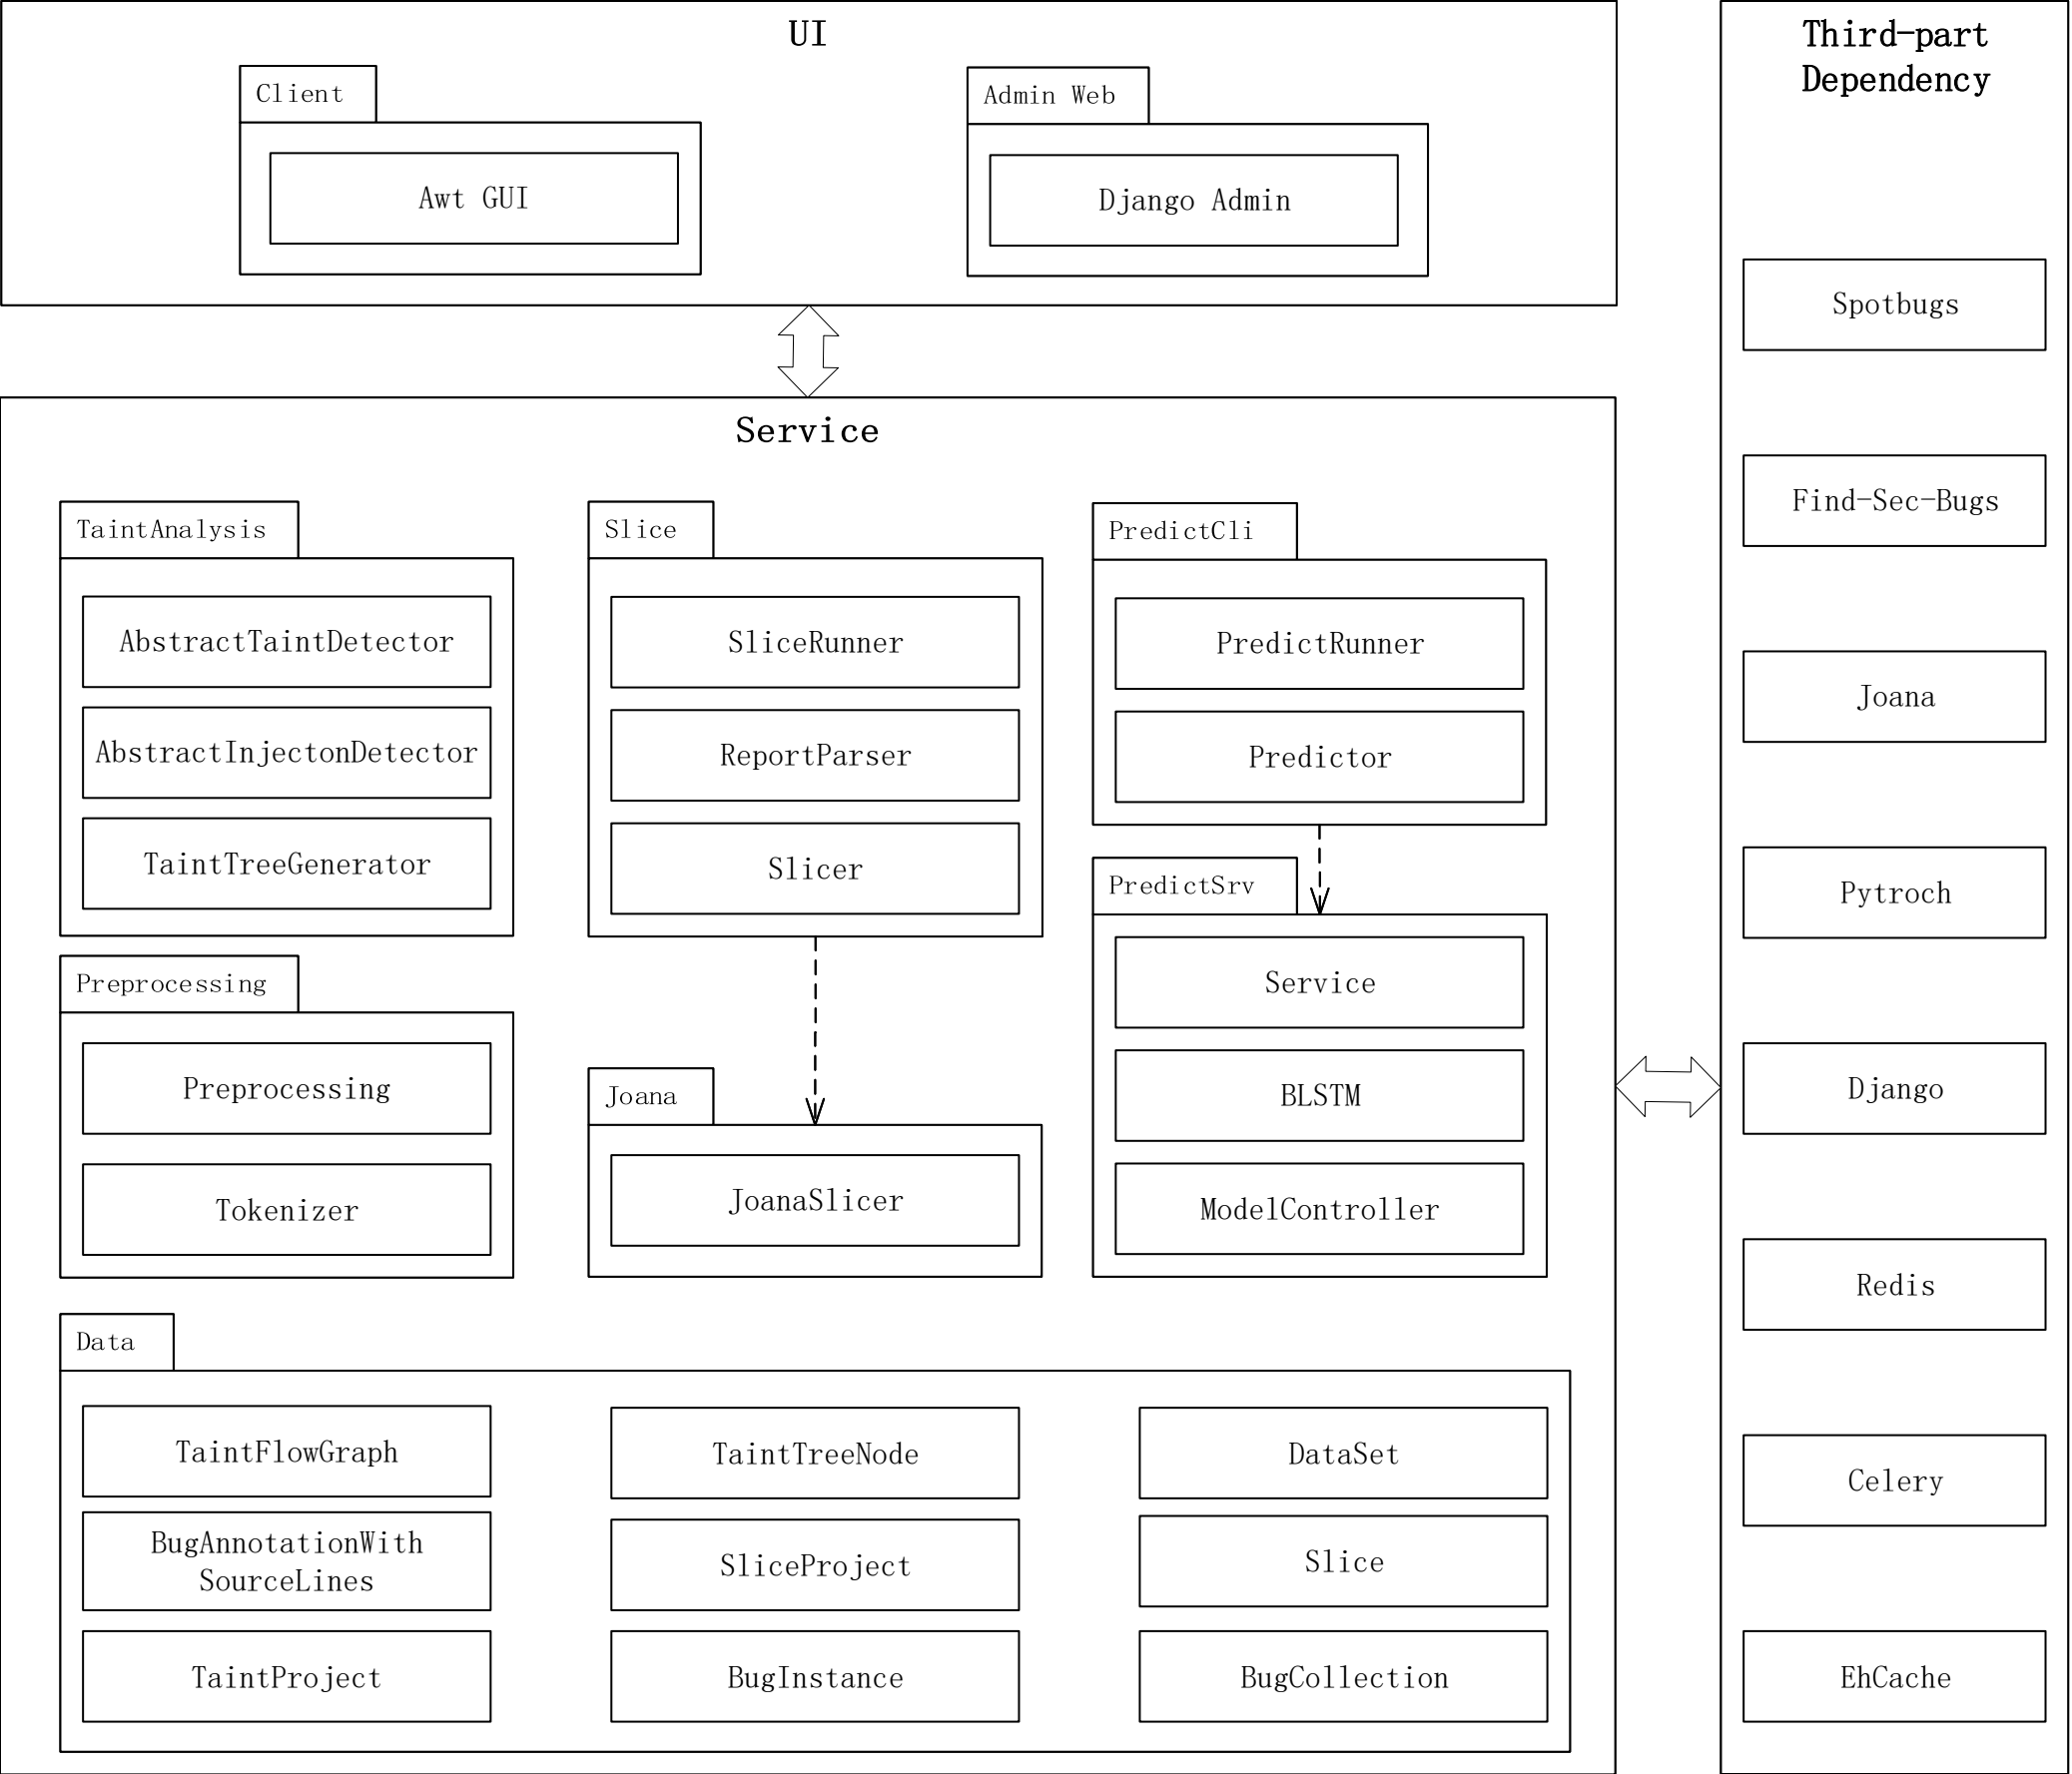 UI
Client
Awt GUI
Admin Web
Django Admin
Service
TaintAnalysis
AbstractTaintDetector
AbstractInjectonDetector
TaintTreeGenerator
Slice
SliceRunner
ReportParser
Slicer
PredictCli
PredictRunner
Predictor
Preprocessing
Preprocessing
Tokenizer
Joana
JoanaSlicer
PredictSrv
Service
BLSTM
ModelController
Data
TaintFlowGraph
TaintTreeNode
DataSet
BugAnnotationWith
SourceLines
SliceProject
Slice
TaintProject
BugInstance
BugCollection
Third-part
Dependency
Spotbugs
Find-Sec-Bugs
Joana
Pytroch
Django
Redis
Celery
EhCache